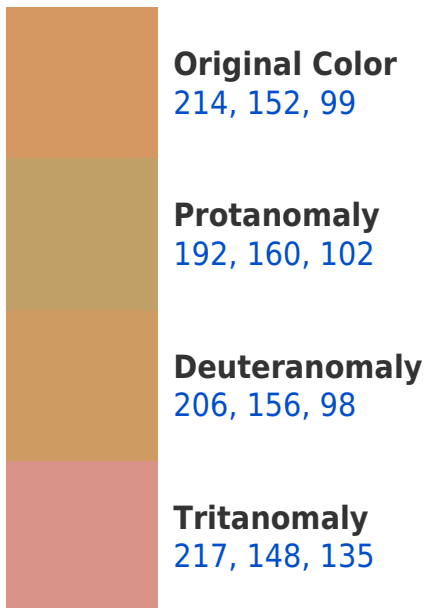 Original Color
214, 152, 99
Protanomaly
192, 160, 102
Deuteranomaly
206, 156, 98
Tritanomaly
217, 148, 135